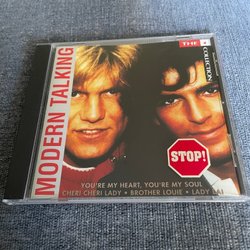 MODERN TALKING
THE
COLLECTION
STOP!
YOU'RE MY HEART, YOU'RE MY SOUL
CHERI CHERI LADY • BROTHER LOUIE • LADY LAI